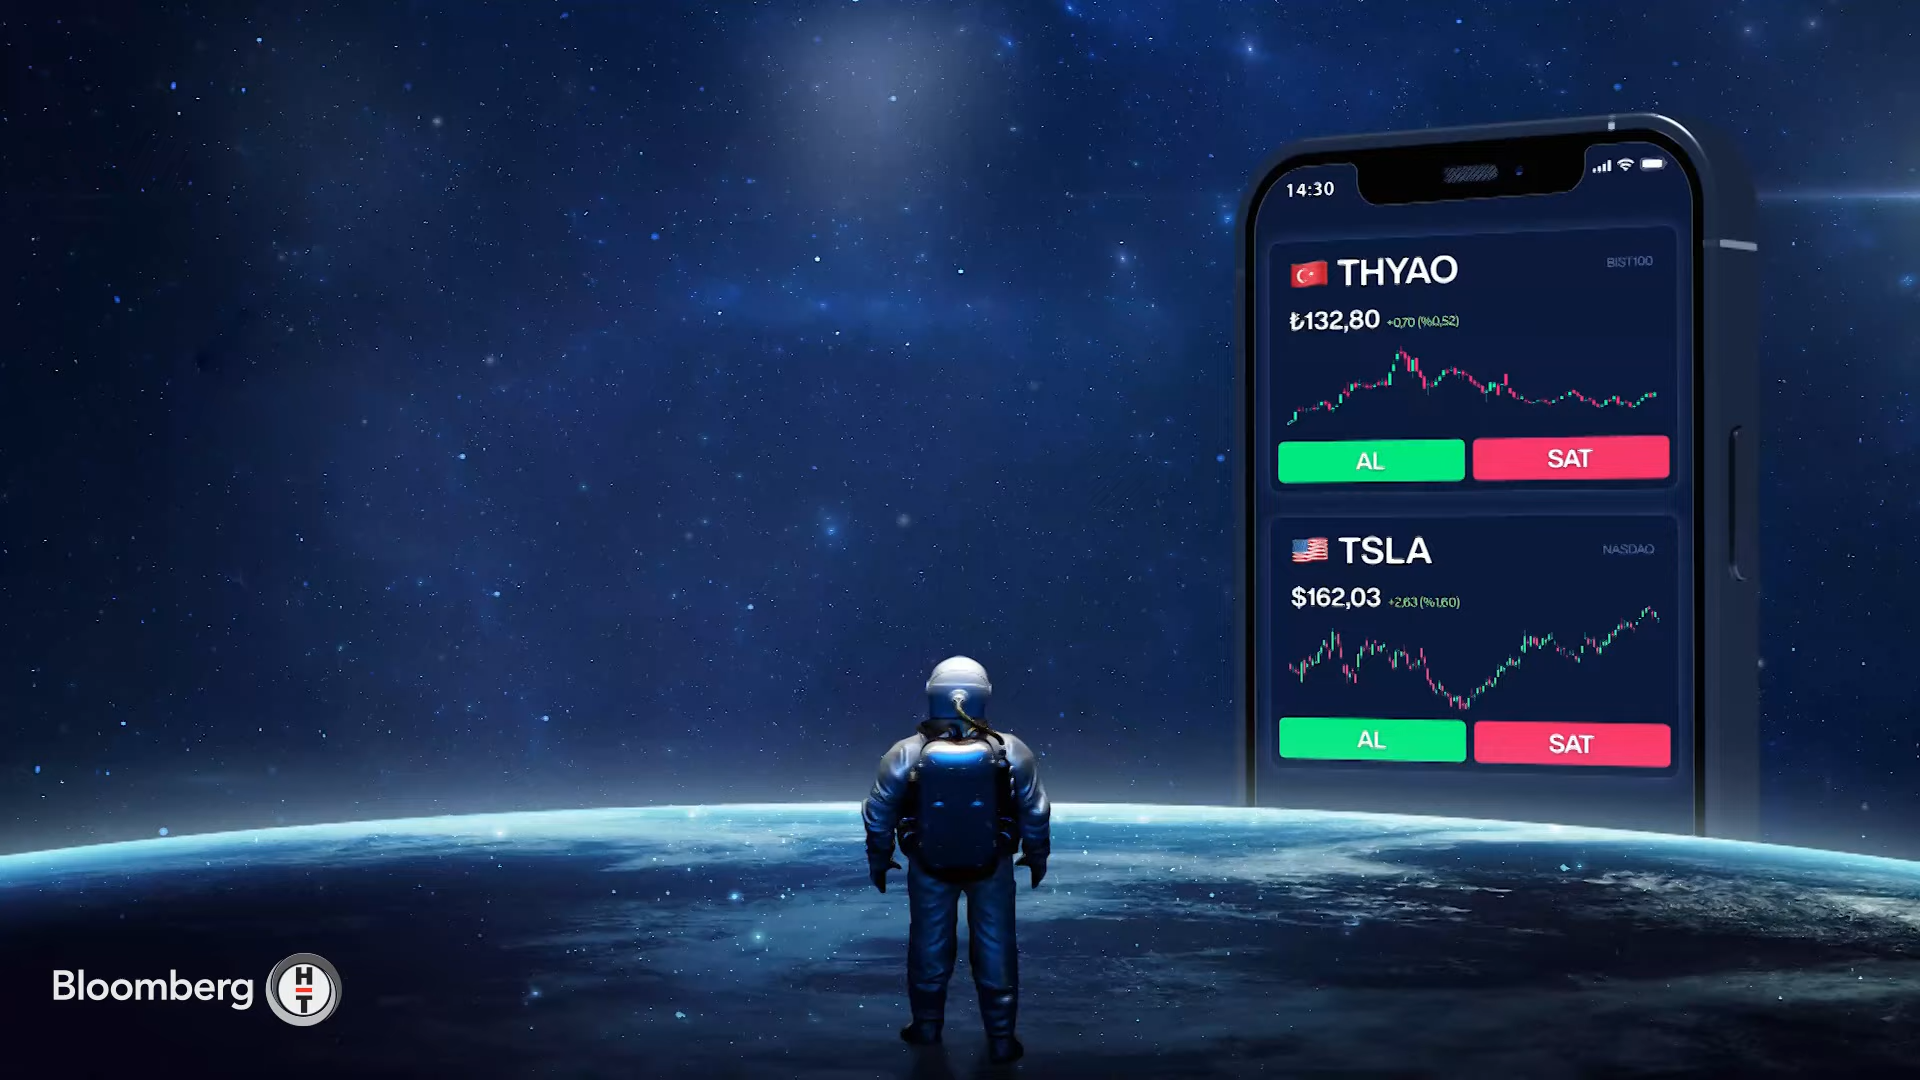 14:30
THYAO
BIST100
₺132,80 +0,70 (%0,52)
AL
SAT
TSLA
NASDAQ
$162,03 +2,63 (%1,60)
AL
SAT
Bloomberg HT